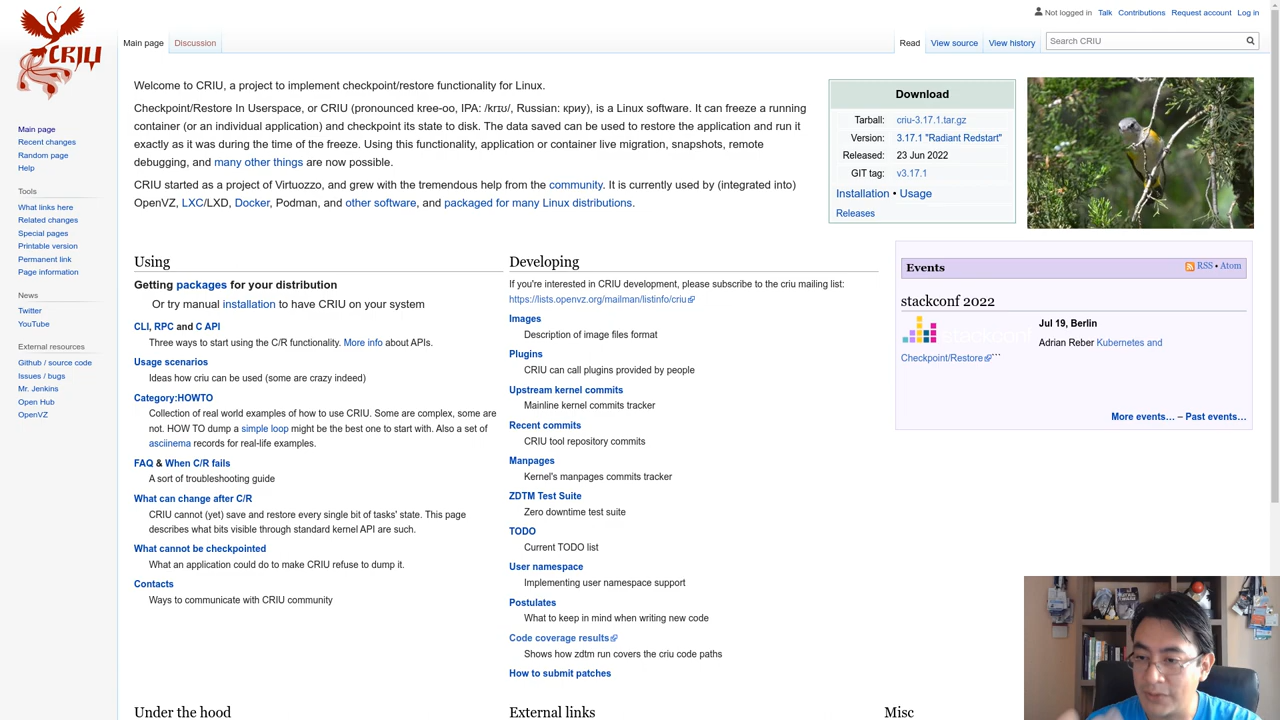 Not logged in Talk Contributions Request account Log in
CRIU
Main page Discussion Read View source View history Search CRIU
Main page
Recent changes
Random page
Help
Tools
What links here
Related changes
Special pages
Printable version
Permanent link
Page information
News
Twitter
YouTube
External resources
Github / source code
Issues / bugs
Mr. Jenkins
Open Hub
OpenVZ
Welcome to CRIU, a project to implement checkpoint/restore functionality for Linux.
Checkpoint/Restore In Userspace, or CRIU (pronounced kree-oo, IPA: /krɪʊ/, Russian: криу), is a Linux software. It can freeze a running
container (or an individual application) and checkpoint its state to disk. The data saved can be used to restore the application and run it
exactly as it was during the time of the freeze. Using this functionality, application or container live migration, snapshots, remote
debugging, and many other things are now possible.
CRIU started as a project of Virtuozzo, and grew with the tremendous help from the community. It is currently used by (integrated into)
OpenVZ, LXC/LXD, Docker, Podman, and other software, and packaged for many Linux distributions.
Download
Tarball: criu-3.17.1.tar.gz
Version: 3.17.1 "Radiant Redstart"
Released: 23 Jun 2022
GIT tag: v3.17.1
Installation • Usage
Releases
Using
Getting packages for your distribution
Or try manual installation to have CRIU on your system
CLI, RPC and C API
Three ways to start using the C/R functionality. More info about APIs.
Usage scenarios
Ideas how criu can be used (some are crazy indeed)
Category:HOWTO
Collection of real world examples of how to use CRIU. Some are complex, some are
not. HOW TO dump a simple loop might be the best one to start with. Also a set of
asciinema records for real-life examples.
FAQ & When C/R fails
A sort of troubleshooting guide
What can change after C/R
CRIU cannot (yet) save and restore every single bit of tasks' state. This page
describes what bits visible through standard kernel API are such.
What cannot be checkpointed
What an application could do to make CRIU refuse to dump it.
Contacts
Ways to communicate with CRIU community
Developing
If you're interested in CRIU development, please subscribe to the criu mailing list:
https://lists.openvz.org/mailman/listinfo/criu
Images
Description of image files format
Plugins
CRIU can call plugins provided by people
Upstream kernel commits
Mainline kernel commits tracker
Recent commits
CRIU tool repository commits
Manpages
Kernel's manpages commits tracker
ZDTM Test Suite
Zero downtime test suite
TODO
Current TODO list
User namespace
Implementing user namespace support
Postulates
What to keep in mind when writing new code
Code coverage results
Shows how zdtm run covers the criu code paths
How to submit patches
Events RSS • Atom
stackconf 2022
stackconf
Jul 19, Berlin
Adrian Reber Kubernetes and
Checkpoint/Restore …
More events… – Past events…
Under the hood External links Misc